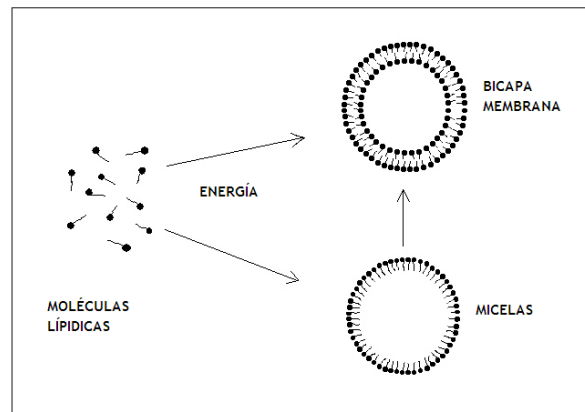 BICAPA
MEMBRANA
ENERGÍA
MOLÉCULAS
LÍPIDICAS
MICELAS